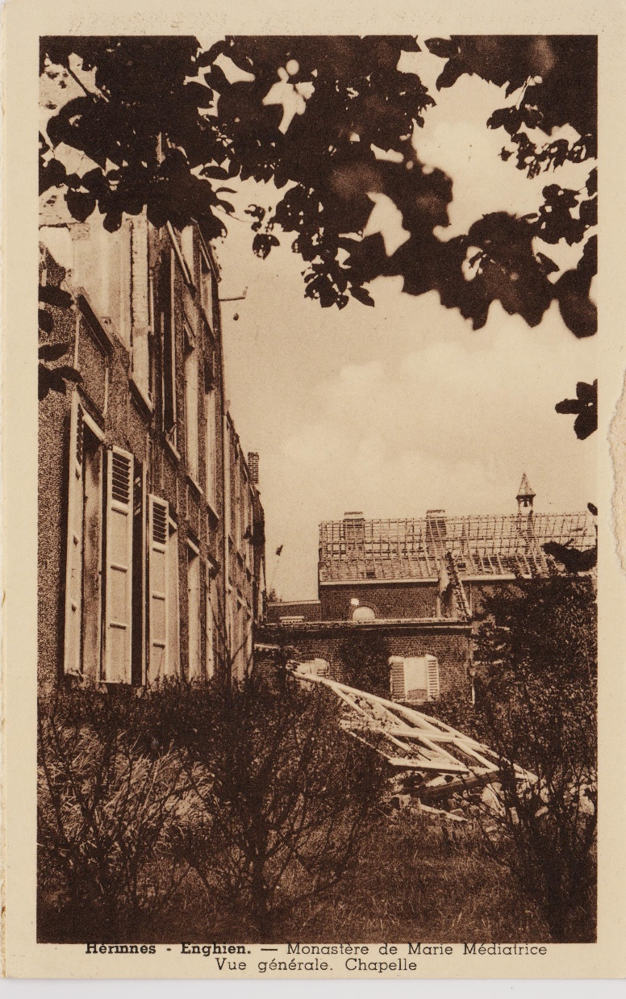 Hérinnes - Enghien. — Monastère de Marie Médiatrice
Vue générale. Chapelle